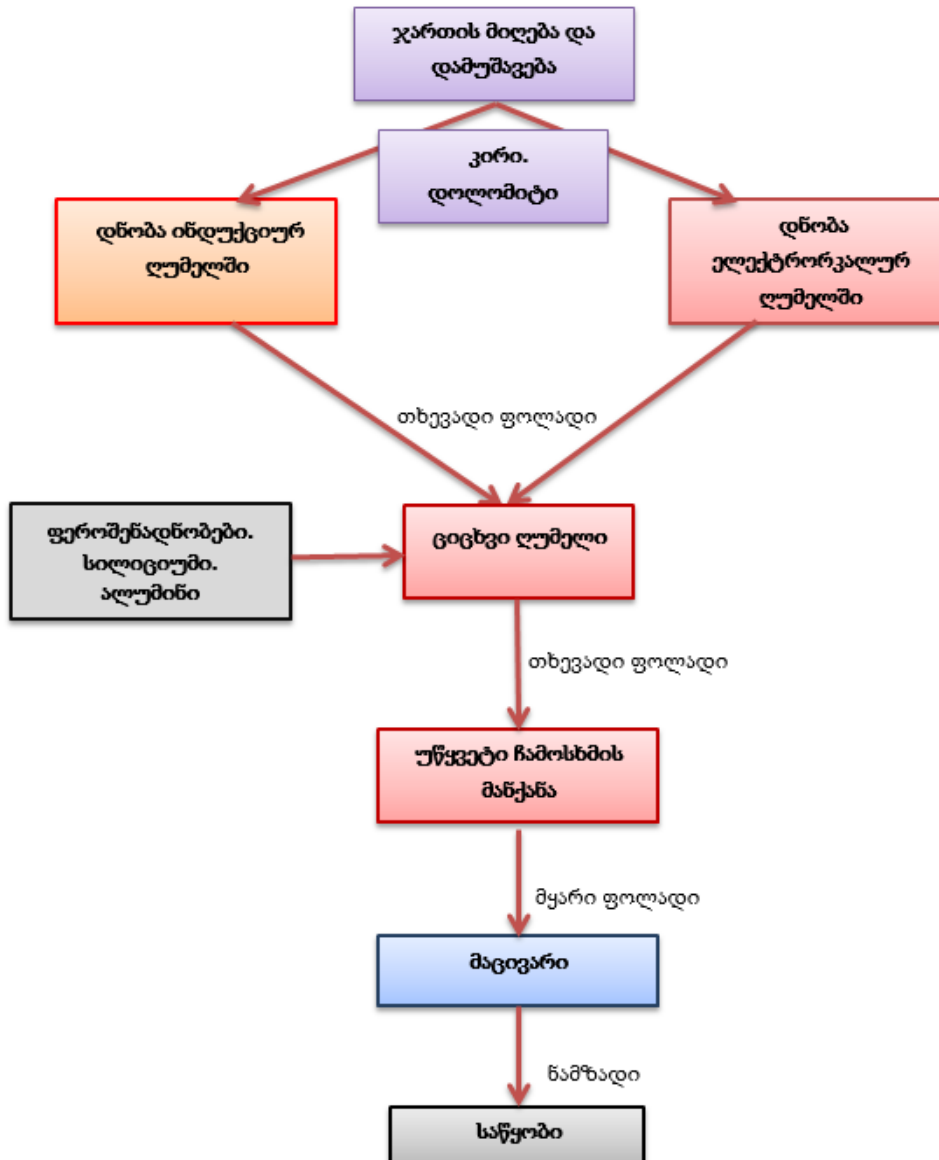 ჯართის მიღება და
დამუშავება
კირი.
დოლომიტი
დნობა ინდუქციურ
ღუმელში
დნობა
ელექტრორკალურ
ღუმელში
თხევადი ფოლადი
ფეროშენადნობები.
სილიციუმი.
ალუმინი
ციცხვი ღუმელი
თხევადი ფოლადი
უწყვეტი ჩამოსხმის
მანქანა
მყარი ფოლადი
მაცივარი
ნამზადი
საწყობი